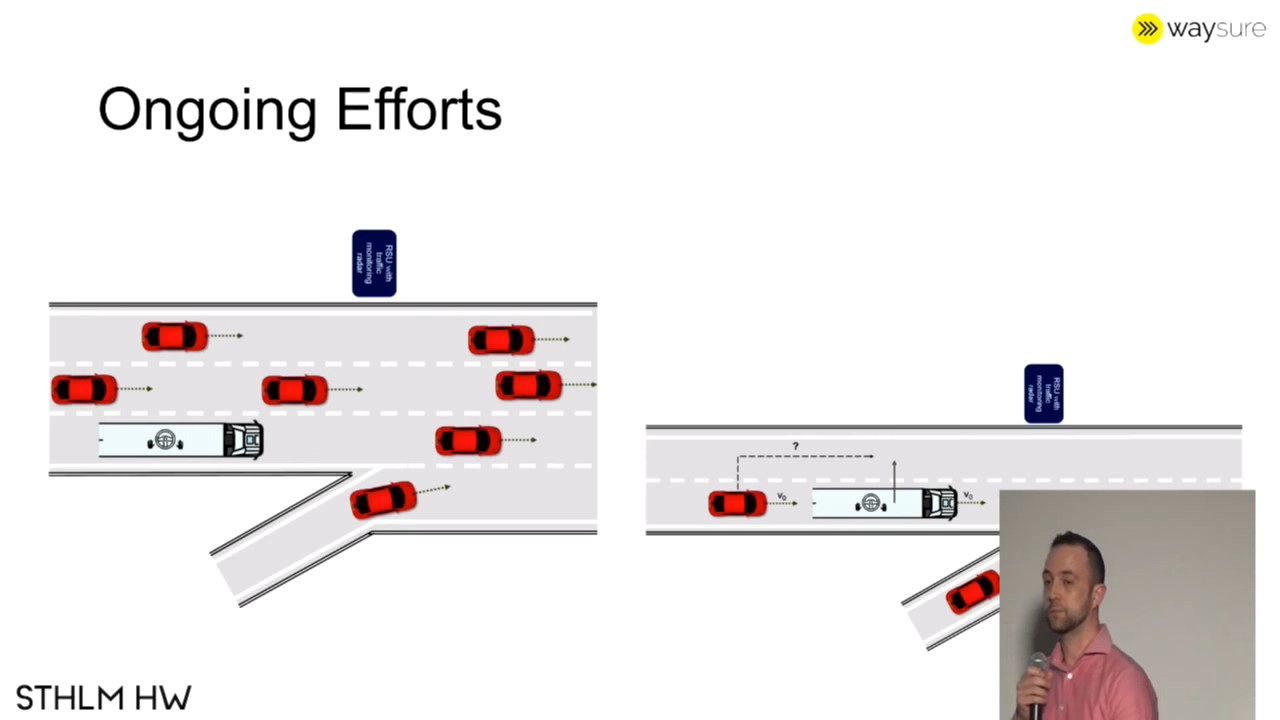 waysure
Ongoing Efforts
RSU with
traffic
monitoring
radar
RSU with
traffic
monitoring
radar
?
v0
v0
STHLM HW